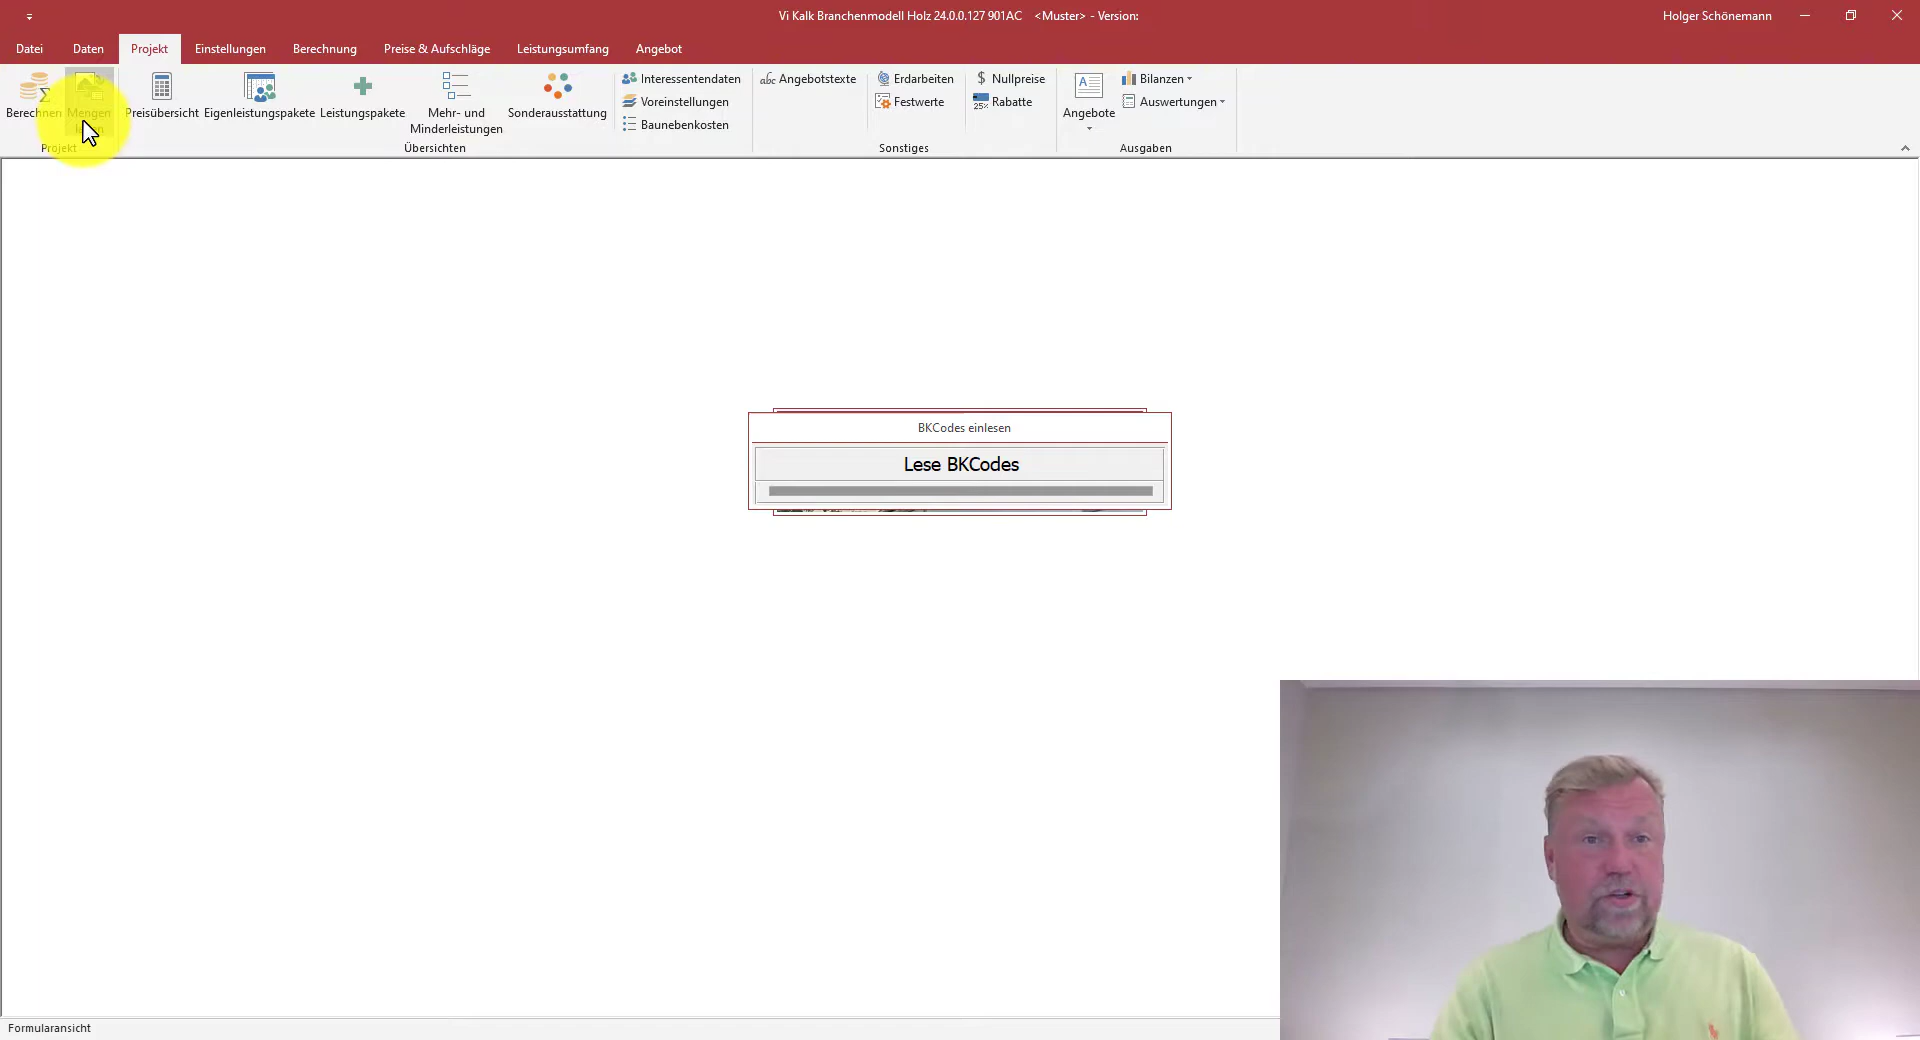 Vi Kalk Branchenmodell Holz 24.0.0.127 901AC <Muster> - Version:
Holger Schönemann
Datei Daten Projekt Einstellungen Berechnung Preise & Aufschläge Leistungsumfang Angebot
Berechnen
Mengen
Preisübersicht
Eigenleistungspakete
Leistungspakete
Mehr- und
Minderleistungen
Sonderausstattung
Interessentendaten
Voreinstellungen
Baunebenkosten
abc Angebotstexte
Erdarbeiten
Festwerte
$ Nullpreise
25% Rabatte
Angebote
Bilanzen
Auswertungen
Projekt
Übersichten
Sonstiges
Ausgaben
BKCodes einlesen
Lese BKCodes
Formularansicht